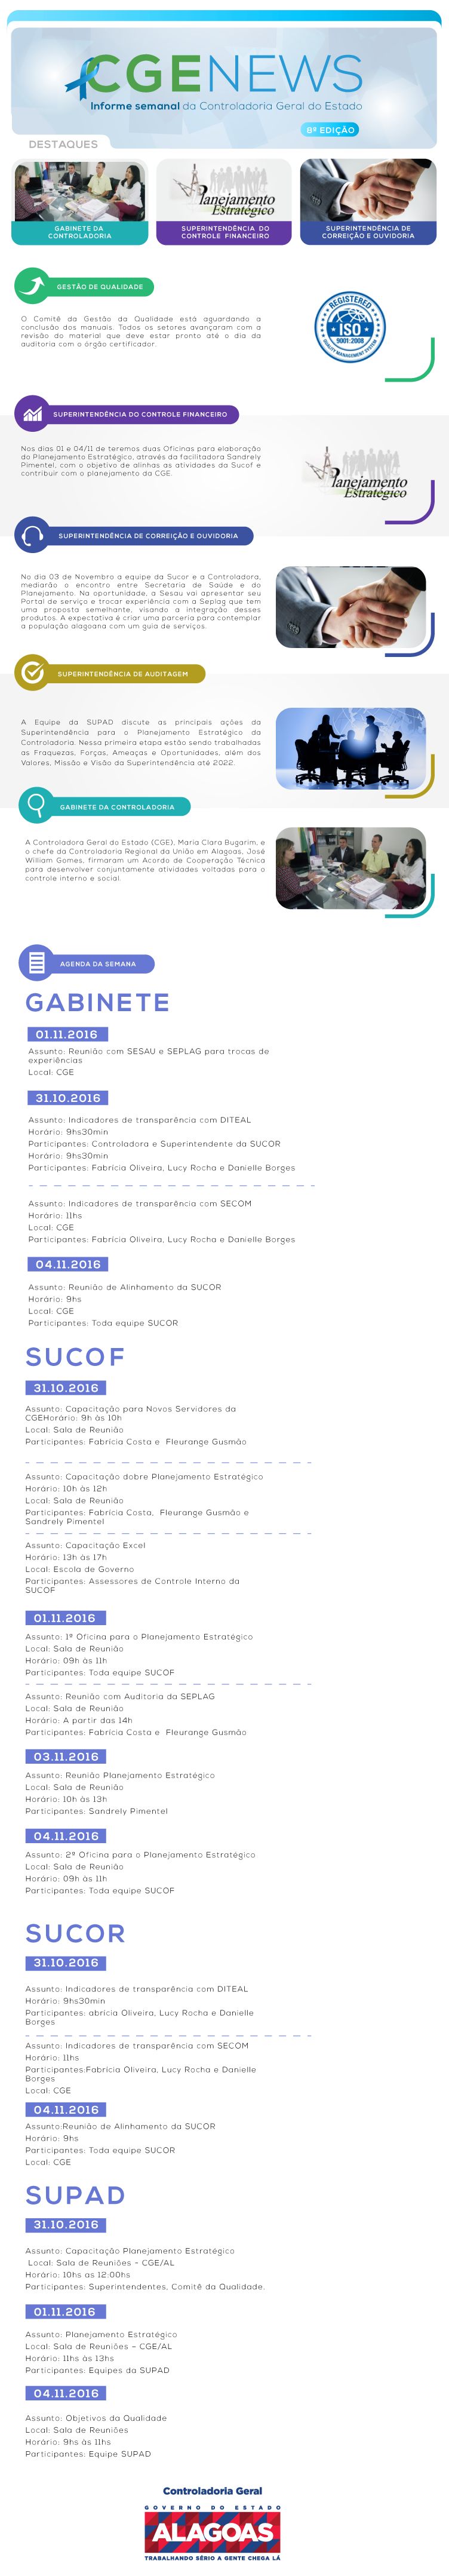 CGENEWS
Informe semanal da Controladoria Geral do Estado
8ª EDIÇÃO
DESTAQUES
Planejamento
Estratégico
GABINETE DA
CONTROLADORIA
SUPERINTENDÊNCIA DO
CONTROLE FINANCEIRO
SUPERINTENDÊNCIA DE
CORREIÇÃO E OUVIDORIA
GESTÃO DE QUALIDADE
O Comitê da Gestão da Qualidade está aguardando a
conclusão dos manuais. Todos os setores avançaram com a
revisão do material que deve estar pronto até o dia da
auditoria com o órgão certificador.
REGISTERED
ISO
9001:2008
QUALITY MANAGEMENT SYSTEM
SUPERINTENDÊNCIA DO CONTROLE FINANCEIRO
Nos dias 01 e 04/11 de teremos duas Oficinas para elaboração
do Planejamento Estratégico, através da facilitadora Sandrely
Pimentel, com o objetivo de alinhas as atividades da Sucof e
contribuir com o planejamento da CGE.
Planejamento
Estratégico
SUPERINTENDÊNCIA DE CORREIÇÃO E OUVIDORIA
No dia 03 de Novembro a equipe da Sucor e a Controladora,
mediarão o encontro entre Secretaria de Saúde e do
Planejamento. Na oportunidade, a Sesau vai apresentar seu
Portal de serviço e trocar experiência com a Seplag que tem
uma proposta semelhante, visando a integração desses
produtos. A expectativa é criar uma parceria para contemplar
a população alagoana com um guia de serviços.
SUPERINTENDÊNCIA DE AUDITAGEM
A Equipe da SUPAD discute as principais ações da
Superintendência para o Planejamento Estratégico da
Controladoria. Nessa primeira etapa estão sendo trabalhadas
as Fraquezas, Forças, Ameaças e Oportunidades, além dos
Valores, Missão e Visão da Superintendência até 2022.
GABINETE DA CONTROLADORIA
A Controladora Geral do Estado (CGE), Maria Clara Bugarim, e
o chefe da Controladoria Regional da União em Alagoas, José
William Gomes, firmaram um Acordo de Cooperação Técnica
para desenvolver conjuntamente atividades voltadas para o
controle interno e social.
AGENDA DA SEMANA
GABINETE
01.11.2016
Assunto: Reunião com SESAU e SEPLAG para trocas de
experiências
Local: CGE
31.10.2016
Assunto: Indicadores de transparência com DITEAL
Horário: 9hs30min
Participantes: Controladora e Superintendente da SUCOR
Horário: 9hs30min
Participantes: Fabrícia Oliveira, Lucy Rocha e Danielle Borges
Assunto: Indicadores de transparência com SECOM
Horário: 11hs
Local: CGE
Participantes: Fabrícia Oliveira, Lucy Rocha e Danielle Borges
04.11.2016
Assunto: Reunião de Alinhamento da SUCOR
Horário: 9hs
Local: CGE
Participantes: Toda equipe SUCOR
SUCOF
31.10.2016
Assunto: Capacitação para Novos Servidores da
CGEHorário: 9h às 10h
Local: Sala de Reunião
Participantes: Fabrícia Costa e Fleurange Gusmão
Assunto: Capacitação dobre Planejamento Estratégico
Horário: 10h às 12h
Local: Sala de Reunião
Participantes: Fabrícia Costa, Fleurange Gusmão e
Sandrely Pimentel
Assunto: Capacitação Excel
Horário: 13h às 17h
Local: Escola de Governo
Participantes: Assessores de Controle Interno da
SUCOF
01.11.2016
Assunto: 1ª Oficina para o Planejamento Estratégico
Local: Sala de Reunião
Horário: 09h às 11h
Participantes: Toda equipe SUCOF
Assunto: Reunião com Auditoria da SEPLAG
Local: Sala de Reunião
Horário: A partir das 14h
Participantes: Fabrícia Costa e Fleurange Gusmão
03.11.2016
Assunto: Reunião Planejamento Estratégico
Local: Sala de Reunião
Horário: 10h às 13h
Participantes: Sandrely Pimentel
04.11.2016
Assunto: 2ª Oficina para o Planejamento Estratégico
Local: Sala de Reunião
Horário: 09h às 11h
Participantes: Toda equipe SUCOF
SUCOR
31.10.2016
Assunto: Indicadores de transparência com DITEAL
Horário: 9hs30min
Participantes: abrícia Oliveira, Lucy Rocha e Danielle
Borges
Assunto: Indicadores de transparência com SECOM
Horário: 11hs
Participantes:Fabrícia Oliveira, Lucy Rocha e Danielle
Borges
Local: CGE
04.11.2016
Assunto:Reunião de Alinhamento da SUCOR
Horário: 9hs
Participantes: Toda equipe SUCOR
Local: CGE
SUPAD
31.10.2016
Assunto: Capacitação Planejamento Estratégico
Local: Sala de Reuniões - CGE/AL
Horário: 10hs as 12:00hs
Participantes: Superintendentes, Comitê da Qualidade.
01.11.2016
Assunto: Planejamento Estratégico
Local: Sala de Reuniões – CGE/AL
Horário: 11hs às 13hs
Participantes: Equipes da SUPAD
04.11.2016
Assunto: Objetivos da Qualidade
Local: Sala de Reuniões
Horário: 9hs às 11hs
Participantes: Equipe SUPAD
Controladoria Geral
GOVERNO DO ESTADO
ALAGOAS
TRABALHANDO SÉRIO A GENTE CHEGA LÁ